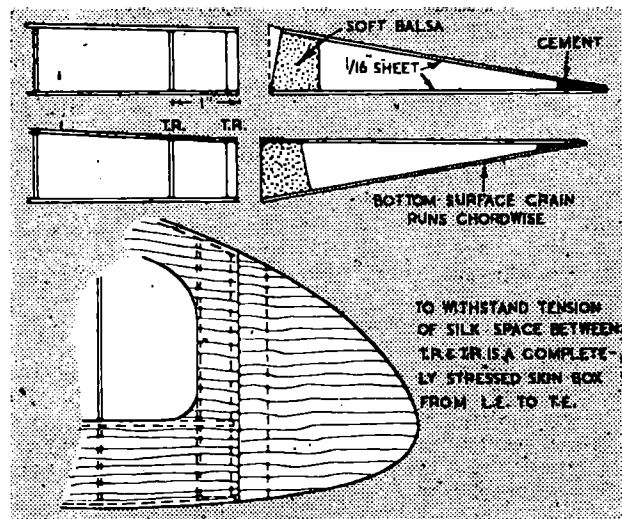 SOFT BALSA
CEMENT
1/16 SHEET
1"
T.R. T.R.
BOTTOM SURFACE GRAIN
RUNS CHORDWISE
TO WITHSTAND TENSION
OF SILK SPACE BETWEEN
T.R & T.R IS A COMPLETE-
LY STRESSED SKIN BOX
FROM L.E. TO T.E.